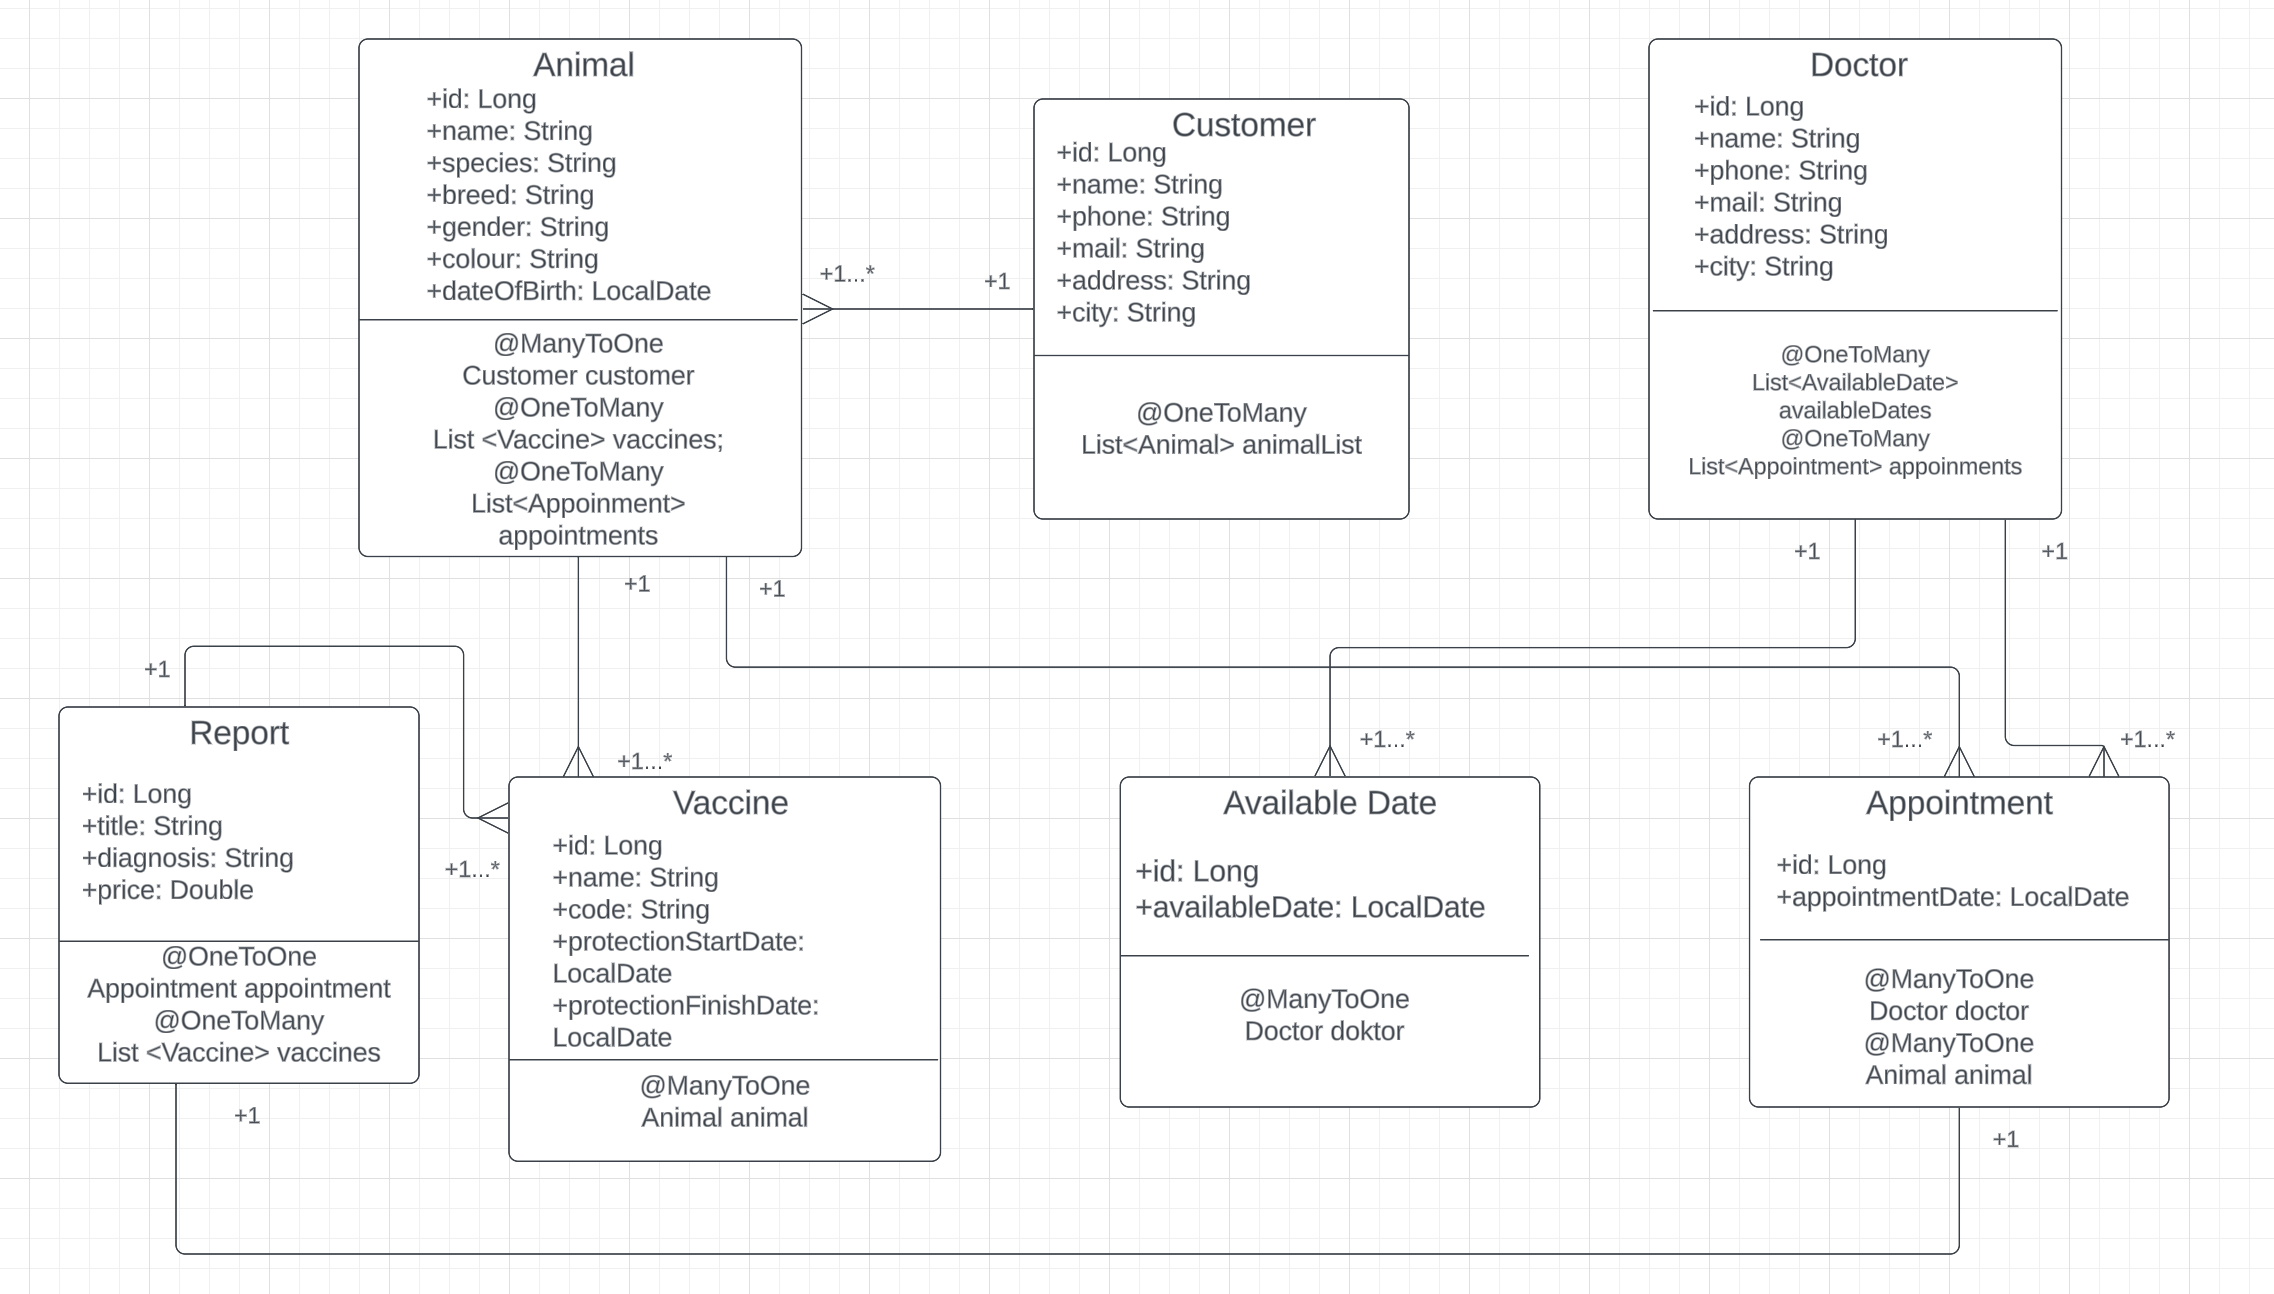 Animal
+id: Long
+name: String
+species: String
+breed: String
+gender: String
+colour: String
+dateOfBirth: LocalDate
@ManyToOne
Customer customer
@OneToMany
List <Vaccine> vaccines;
@OneToMany
List<Appoinment>
appointments
+1...*
+1
Customer
+id: Long
+name: String
+phone: String
+mail: String
+address: String
+city: String
@OneToMany
List<Animal> animalList
Doctor
+id: Long
+name: String
+phone: String
+mail: String
+address: String
+city: String
@OneToMany
List<AvailableDate>
availableDates
@OneToMany
List<Appointment> appoinments
+1
+1
+1
+1
+1
+1...*
+1...*
+1...*
+1...*
+1...*
Report
+id: Long
+title: String
+diagnosis: String
+price: Double
@OneToOne
Appointment appointment
@OneToMany
List <Vaccine> vaccines
Vaccine
+id: Long
+name: String
+code: String
+protectionStartDate:
LocalDate
+protectionFinishDate:
LocalDate
@ManyToOne
Animal animal
Available Date
+id: Long
+availableDate: LocalDate
@ManyToOne
Doctor doktor
Appointment
+id: Long
+appointmentDate: LocalDate
@ManyToOne
Doctor doctor
@ManyToOne
Animal animal
+1
+1